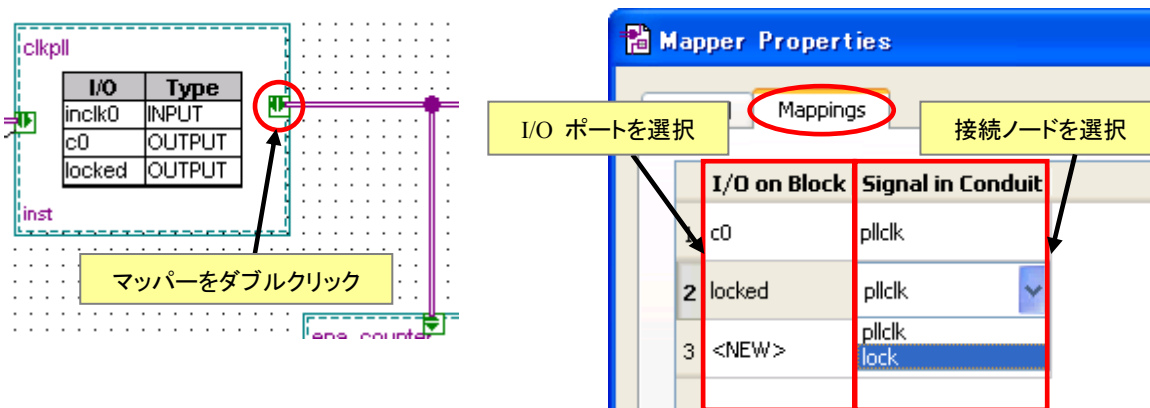 clkpll
I/O Type
inclk0 INPUT
c0 OUTPUT
locked OUTPUT
inst
マッパーをダブルクリック
Mapper Properties
Mappings
I/O ポートを選択
接続ノードを選択
I/O on Block Signal in Conduit
1 c0 pllclk
2 locked pllclk
pllclk
lock
3 <NEW>